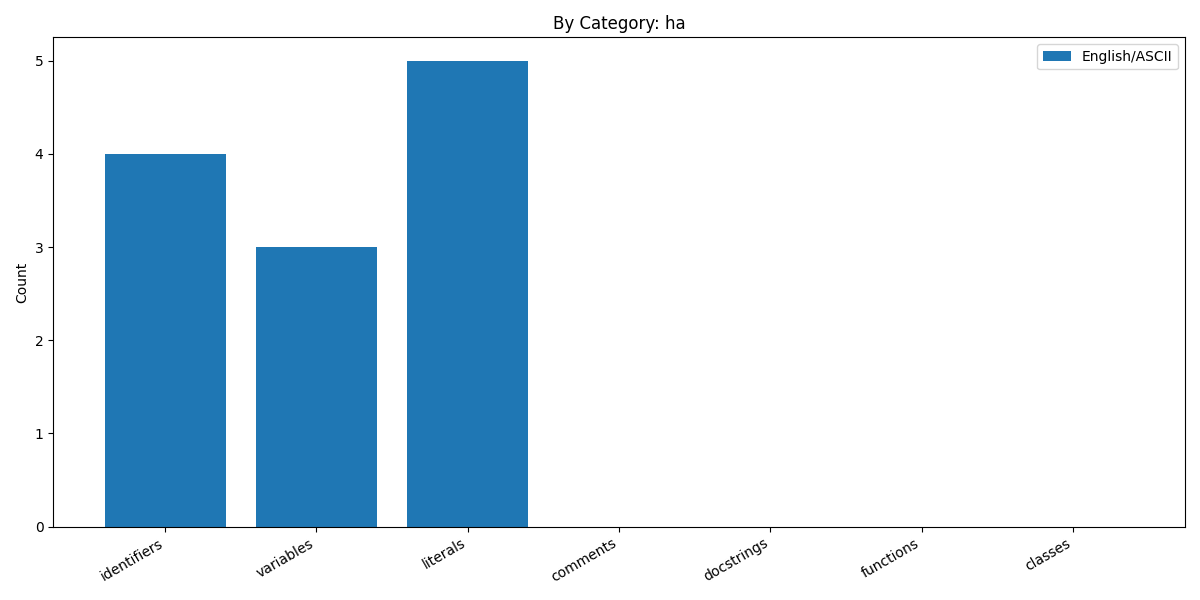 By Category: ha
English/ASCII
Count
5
4
3
2
1
0
identifiers
variables
literals
comments
docstrings
functions
classes